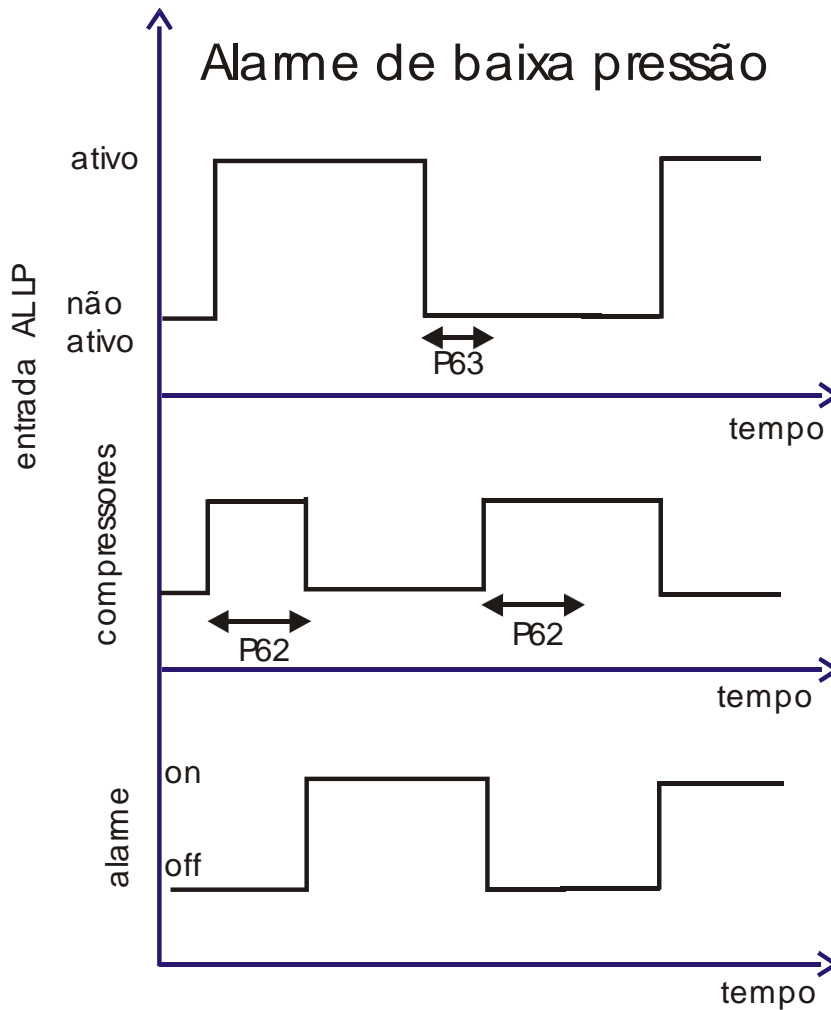 Alarme de baixa pressão
entrada ALLP
ativo
não
ativo
P63
tempo
compressores
P62
P62
tempo
alarme
on
off
tempo